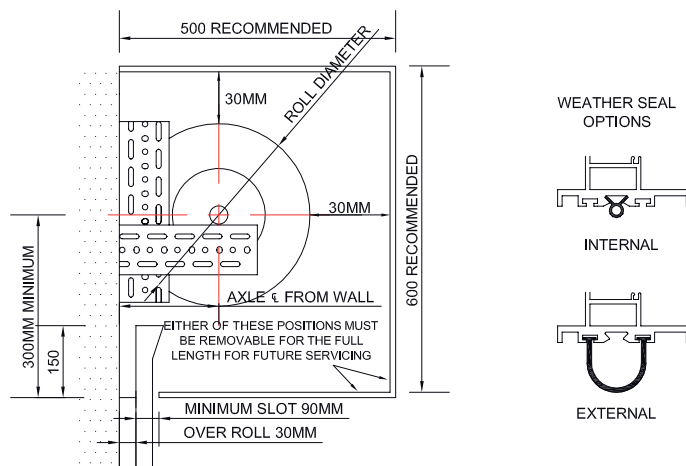 500 RECOMMENDED
ROLL DIAMETER
30MM
30MM
600 RECOMMENDED
300MM MINIMUM
150
AXLE ℄ FROM WALL
EITHER OF THESE POSITIONS MUST
BE REMOVABLE FOR THE FULL
LENGTH FOR FUTURE SERVICING
MINIMUM SLOT 90MM
OVER ROLL 30MM
WEATHER SEAL
OPTIONS
INTERNAL
EXTERNAL